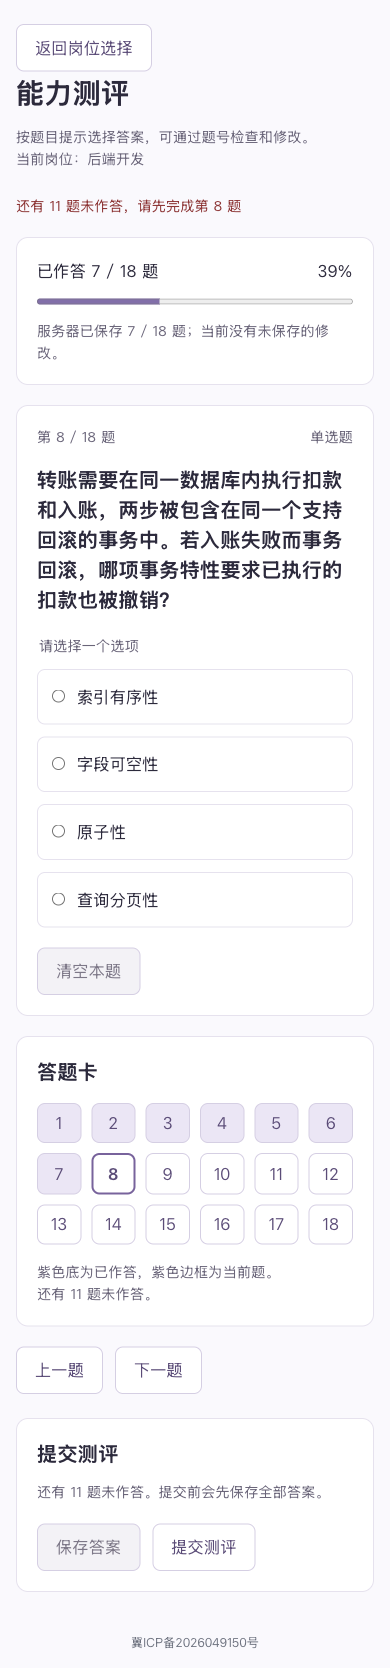 返回岗位选择
能力测评
按题目提示选择答案，可通过题号检查和修改。
当前岗位：后端开发
还有 11 题未作答，请先完成第 8 题
已作答 7 / 18 题 39%
服务器已保存 7 / 18 题；当前没有未保存的修
改。
第 8 / 18 题 单选题
转账需要在同一数据库内执行扣款
和入账，两步被包含在同一个支持
回滚的事务中。若入账失败而事务
回滚，哪项事务特性要求已执行的
扣款也被撤销?
请选择一个选项
索引有序性
字段可空性
原子性
查询分页性
清空本题
答题卡
1 2 3 4 5 6
7 8 9 10 11 12
13 14 15 16 17 18
紫色底为已作答，紫色边框为当前题。
还有 11 题未作答。
上一题 下一题
提交测评
还有 11 题未作答。提交前会先保存全部答案。
保存答案 提交测评
冀ICP备2026049150号